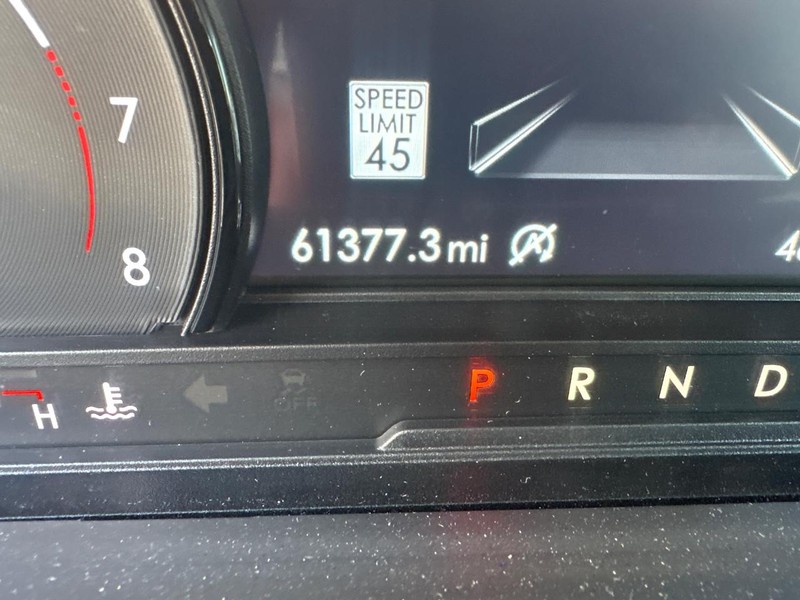 7
8
SPEED
LIMIT
45
61377.3 mi
H
OFF
P R N D